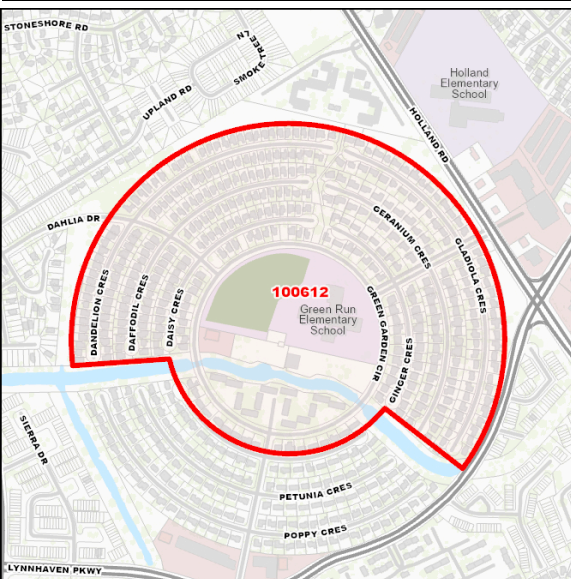 STONESHORE RD
SMOKE TREE LN
UPLAND RD
Holland
Elementary
School
HOLLAND RD
DAHLIA DR
GERANIUM CRES
GLADIOLA CRES
DANDELION CRES
DAFFODIL CRES
DAISY CRES
100612
Green Run
Elementary
School
GREEN GARDEN CIR
GINGER CRES
SIERRA DR
PETUNIA CRES
POPPY CRES
LYNNHAVEN PKWY